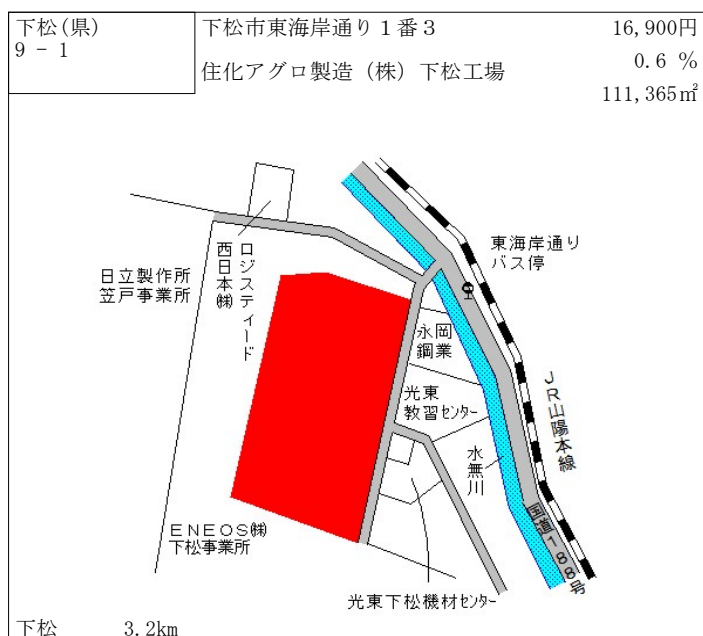 下松(県)
9 - 1
下松市東海岸通り１番３
住化アグロ製造（株）下松工場
16,900円
0.6 %
111,365㎡
東海岸通り
バス停
ロジスティード
西日本㈱
日立製作所
笠戸事業所
永岡
鋼業
光東
教習ｾﾝﾀｰ
ＪＲ山陽本線
水無川
国道１８８号
ＥＮＥＯＳ㈱
下松事業所
光東下松機材ｾﾝﾀｰ
下松 3.2km